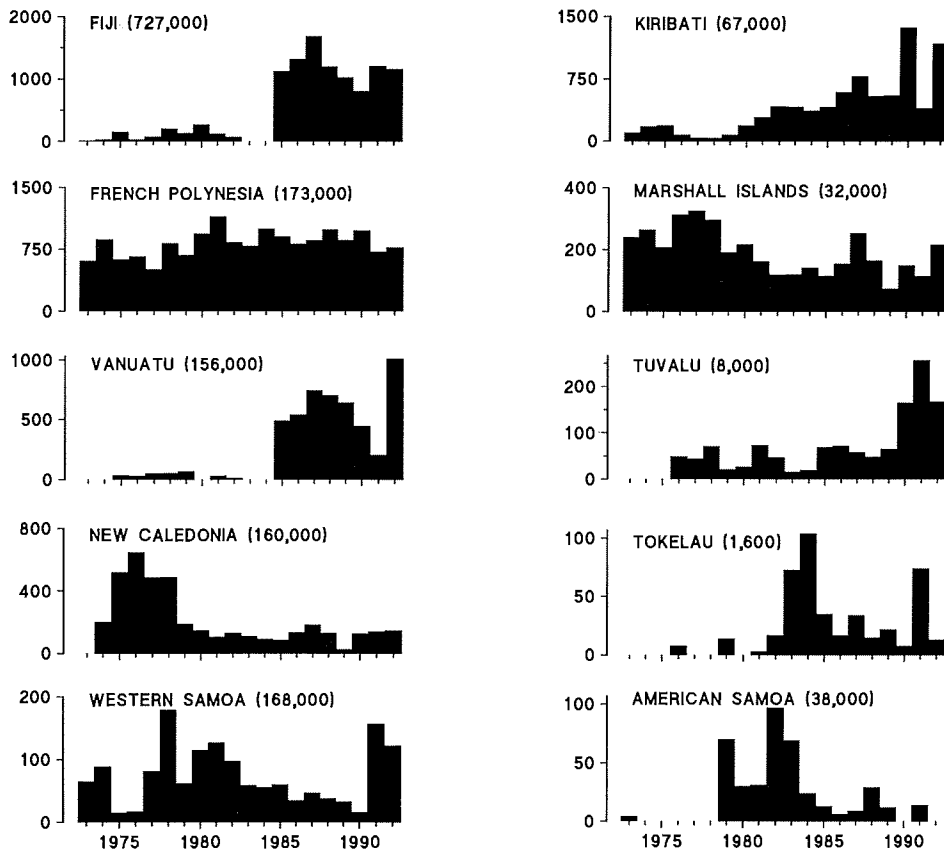 FIJI (727,000)
2000
1000
0
KIRIBATI (67,000)
1500
750
0
FRENCH POLYNESIA (173,000)
1500
750
0
MARSHALL ISLANDS (32,000)
400
200
0
VANUATU (156,000)
1000
500
0
TUVALU (8,000)
200
100
0
NEW CALEDONIA (160,000)
800
400
0
TOKELAU (1,600)
100
50
0
WESTERN SAMOA (168,000)
200
100
0
1975 1980 1985 1990
AMERICAN SAMOA (38,000)
100
50
0
1975 1980 1985 1990